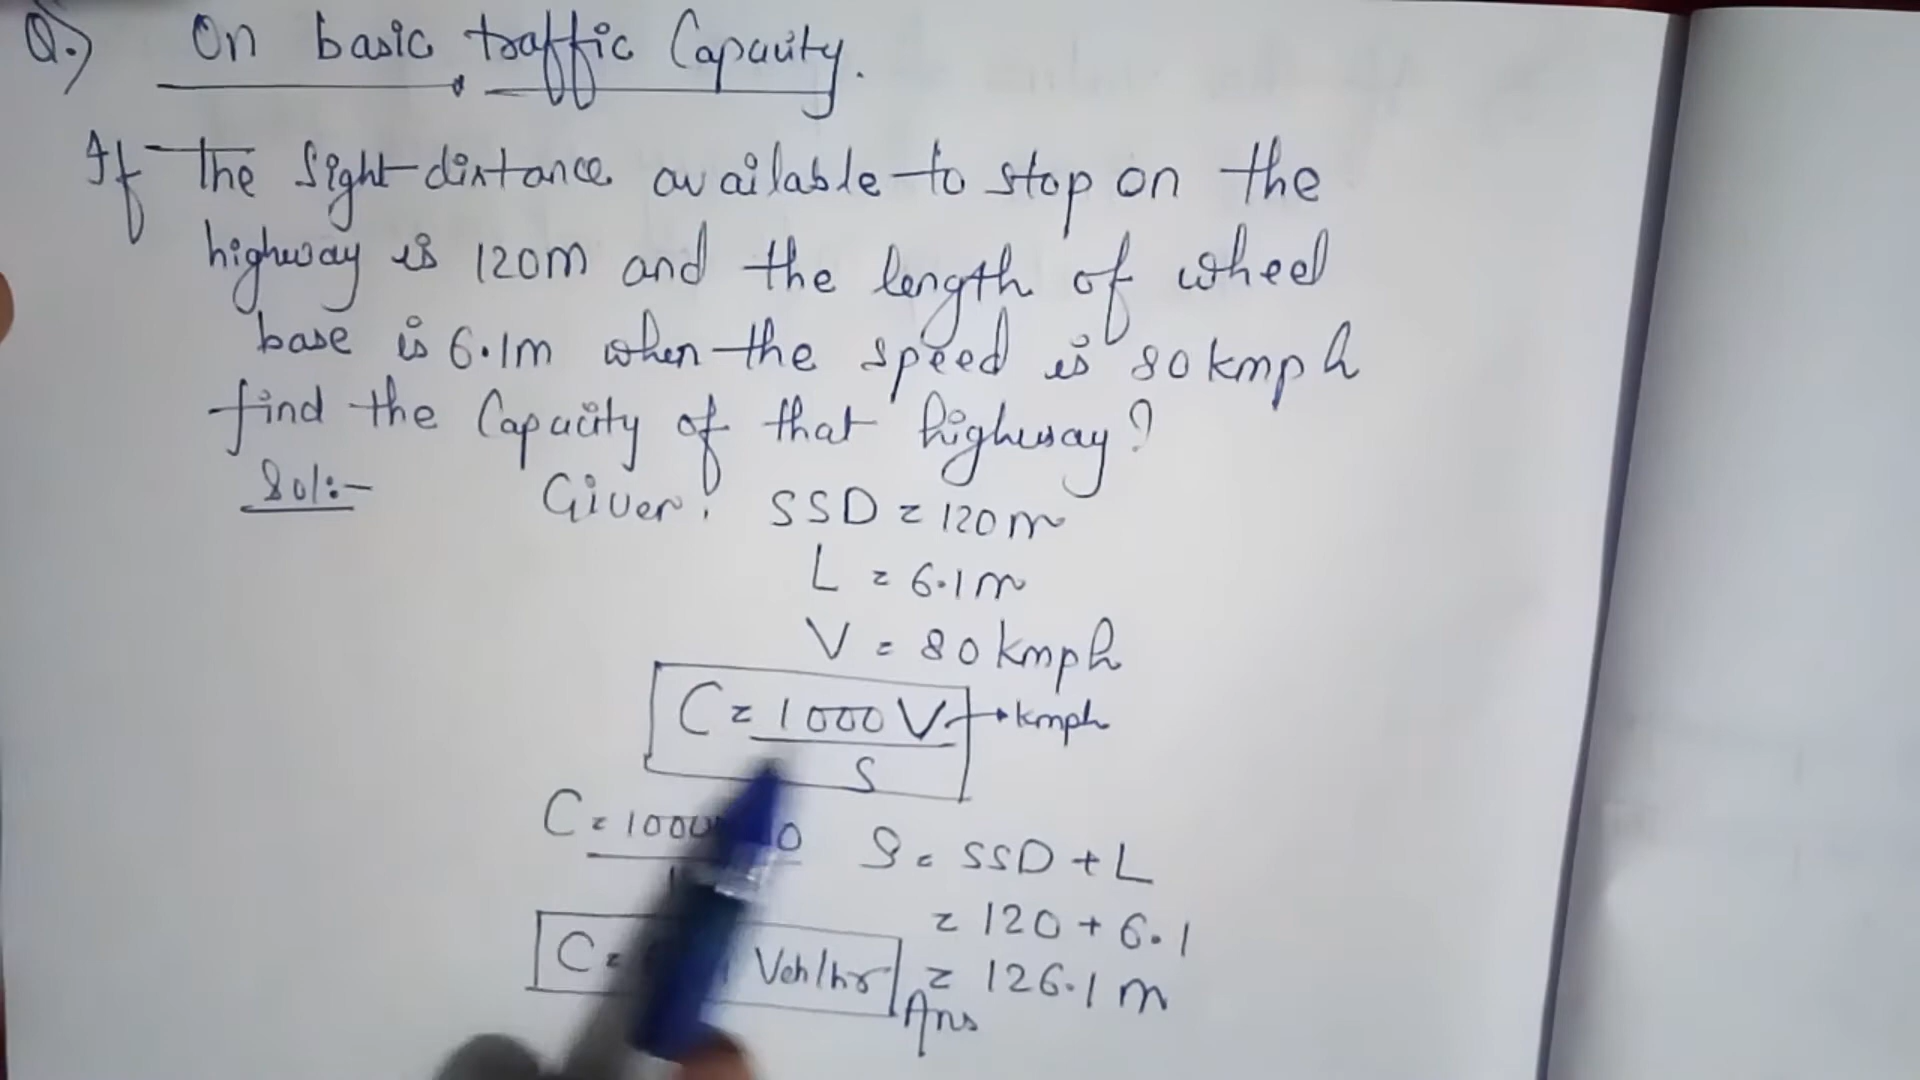 Q.) On basic traffic Capacity.
If the Sight distance available to stop on the
highway is 120m and the length of wheel
base is 6.1m when the speed is 80 kmph
find the Capacity of that highway?
Sol:-
Given: SSD = 120m
L = 6.1m
V = 80 kmph
C = 1000 V → kmph
S
C = 1000 S = SSD + L
= 120 + 6.1
C = Veh/hr = 126.1 m
Ans